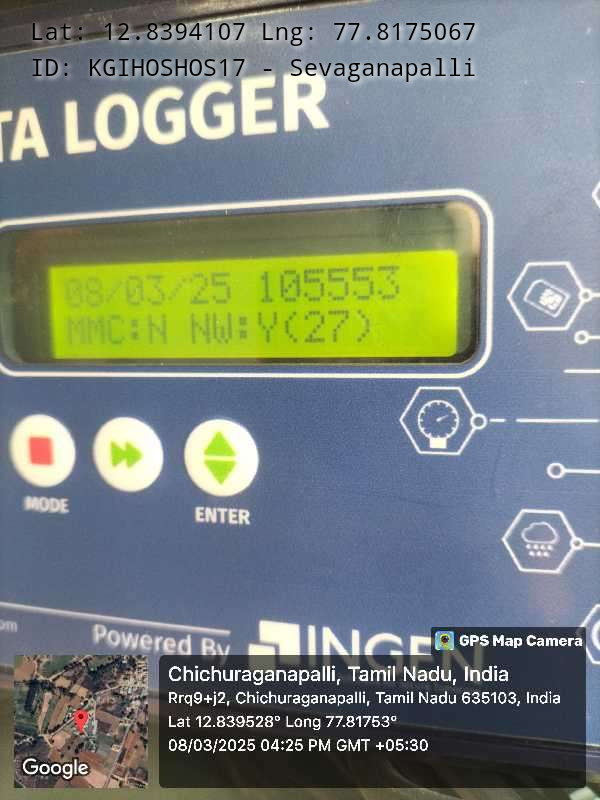 Lat: 12.8394107 Lng: 77.8175067
ID: KGIHOSHOS17 - Sevaganapalli
TA LOGGER
08/03/25 105553
MMC:N NW:Y(27)
MODE
ENTER
om
Powered By
INGEN
GPS Map Camera
Chichuraganapalli, Tamil Nadu, India
Rrq9+j2, Chichuraganapalli, Tamil Nadu 635103, India
Lat 12.839528° Long 77.81753°
08/03/2025 04:25 PM GMT +05:30
Google